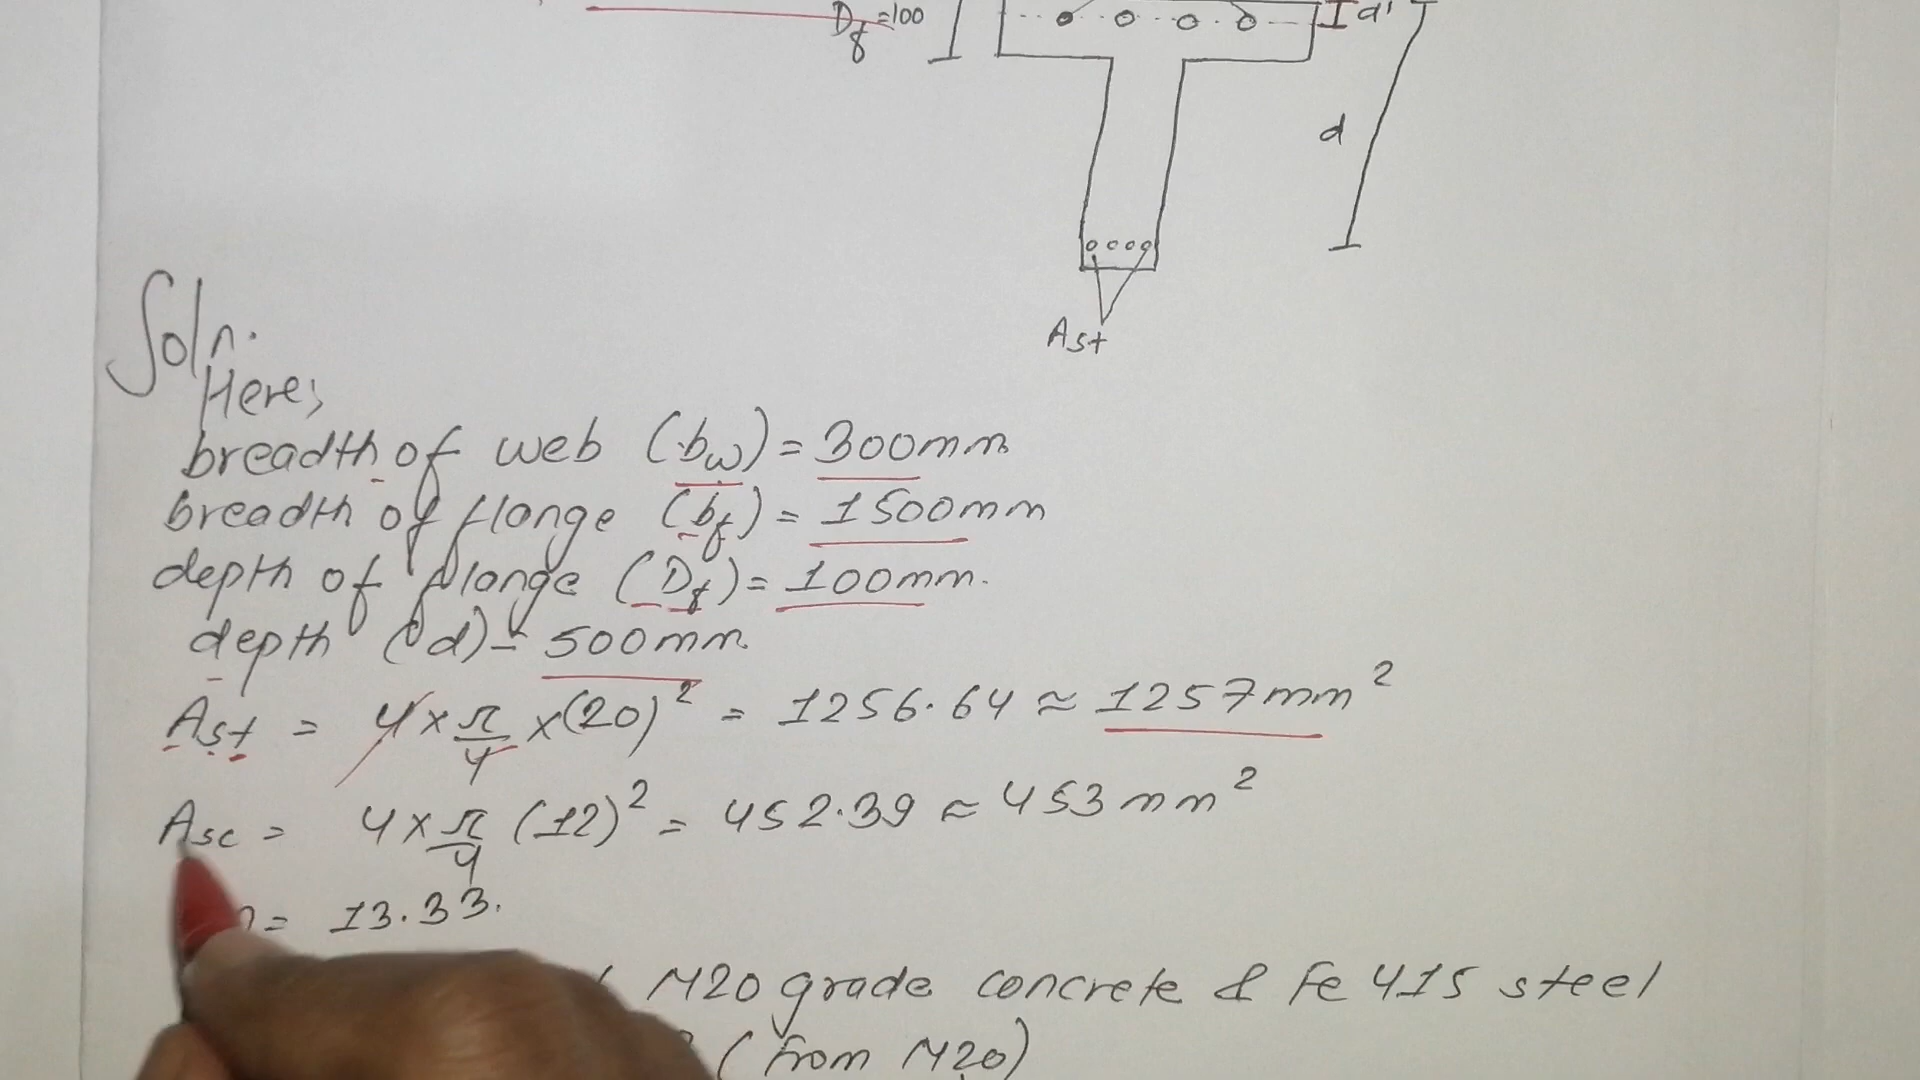 Df=100
d'
d
Ast
Soln.
Here,
breadth of web (bw) = 300mm
breadth of flange (bf) = 1500mm
depth of flange (Df) = 100mm.
depth (d) = 500mm
Ast = 4 × π/4 × (20)² = 1256.64 ≈ 1257mm²
Asc = 4 × π/4 (12)² = 452.39 ≈ 453mm²
= 13.33.
M20 grade concrete & Fe 415 steel
(from M20)